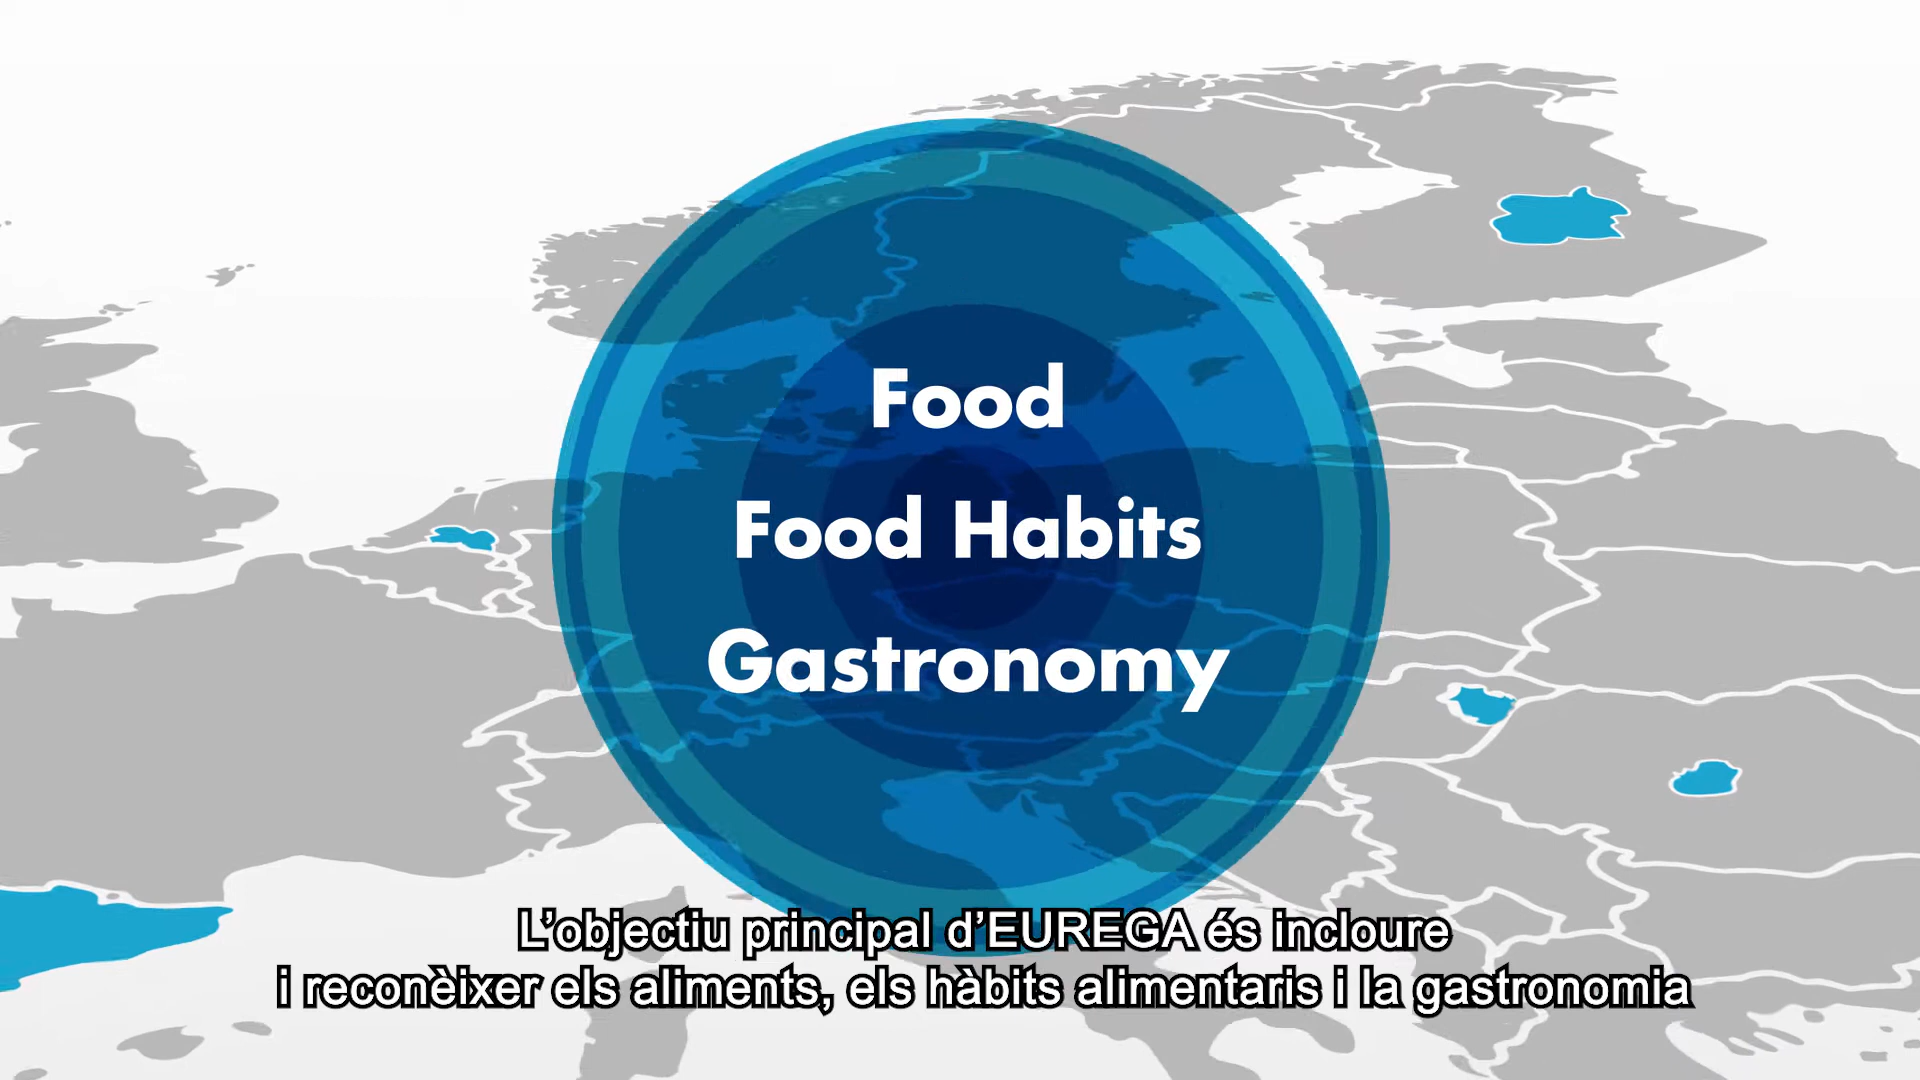 Food
Food Habits
Gastronomy
L’objectiu principal d’EUREGA és incloure
i reconèixer els aliments, els hàbits alimentaris i la gastronomia